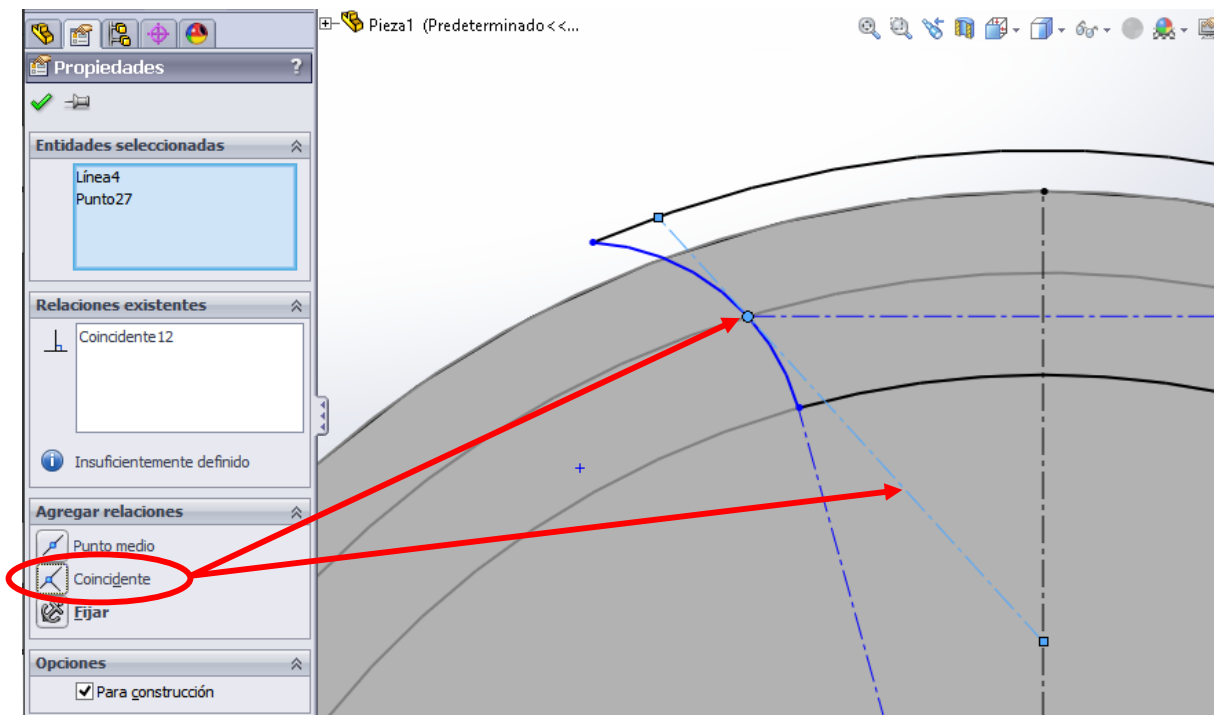 Pieza1 (Predeterminado<<...
Propiedades ?
Entidades seleccionadas
Línea4
Punto27
Relaciones existentes
Coincidente12
Insuficientemente definido
Agregar relaciones
Punto medio
Coincidente
Fijar
Opciones
Para construcción